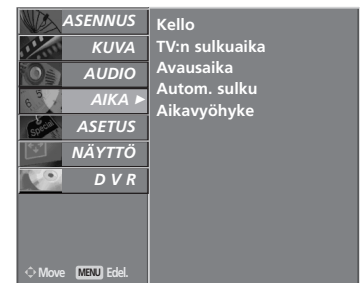 ASENNUS
KUVA
AUDIO
AIKA ►
ASETUS
NÄYTTÖ
D V R
Kello
TV:n sulkuaika
Avausaika
Autom. sulku
Aikavyöhyke
Move MENU Edel.